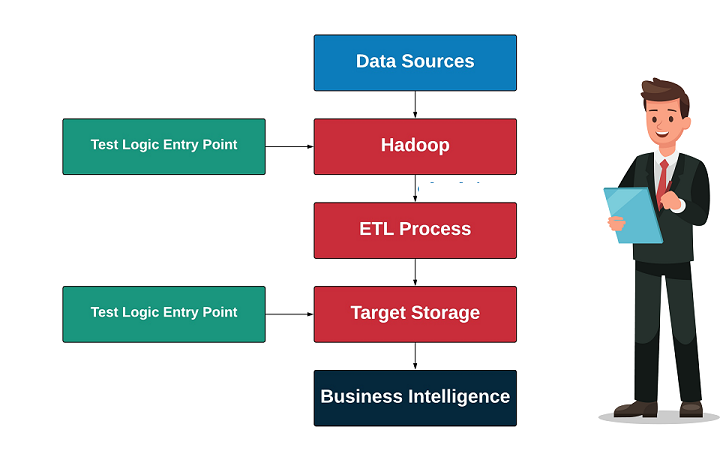 Data Sources
Test Logic Entry Point
Hadoop
ETL Process
Test Logic Entry Point
Target Storage
Business Intelligence